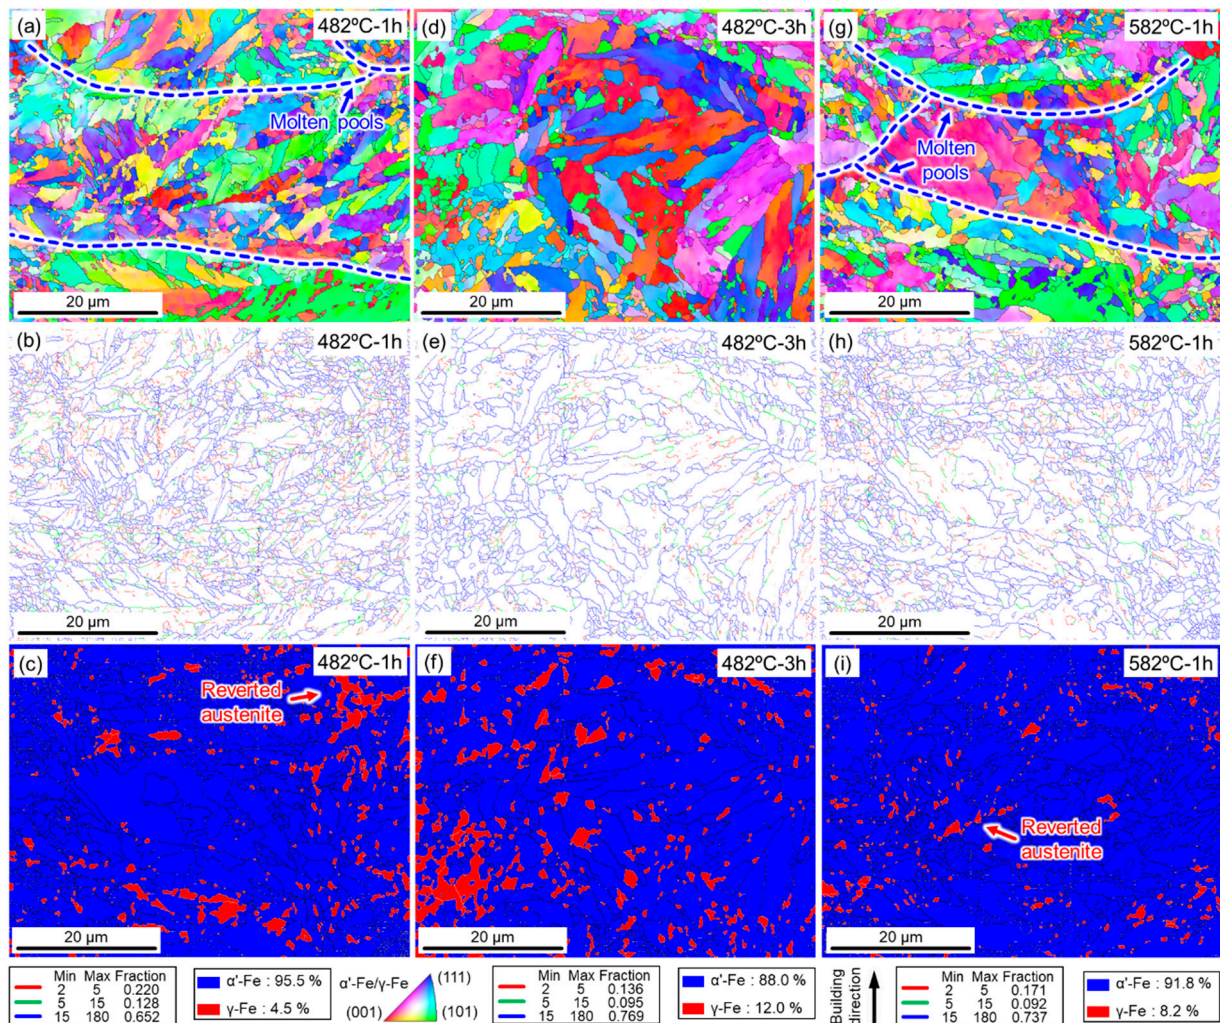 (a) 482ºC-1h
Molten pools
20 µm
(d) 482ºC-3h
20 µm
(g) 582ºC-1h
Molten
pools
20 µm
(b) 482ºC-1h
20 µm
(e) 482ºC-3h
20 µm
(h) 582ºC-1h
20 µm
(c) 482ºC-1h
Reverted
austenite
20 µm
(f) 482ºC-3h
20 µm
(i) 582ºC-1h
Reverted
austenite
20 µm
Min Max Fraction
2 5 0.220
5 15 0.128
15 180 0.652
α'-Fe : 95.5 %
γ-Fe : 4.5 %
α'-Fe/γ-Fe
(111)
(001) (101)
Min Max Fraction
2 5 0.136
5 15 0.095
15 180 0.769
α'-Fe : 88.0 %
γ-Fe : 12.0 %
Building
direction
Min Max Fraction
2 5 0.171
5 15 0.092
15 180 0.737
α'-Fe : 91.8 %
γ-Fe : 8.2 %